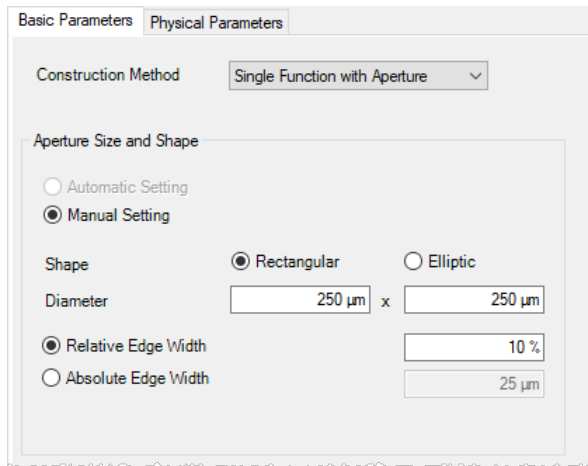 Basic Parameters Physical Parameters
Construction Method Single Function with Aperture
Aperture Size and Shape
Automatic Setting
Manual Setting
Shape Rectangular Elliptic
Diameter 250 µm x 250 µm
Relative Edge Width 10 %
Absolute Edge Width 25 µm